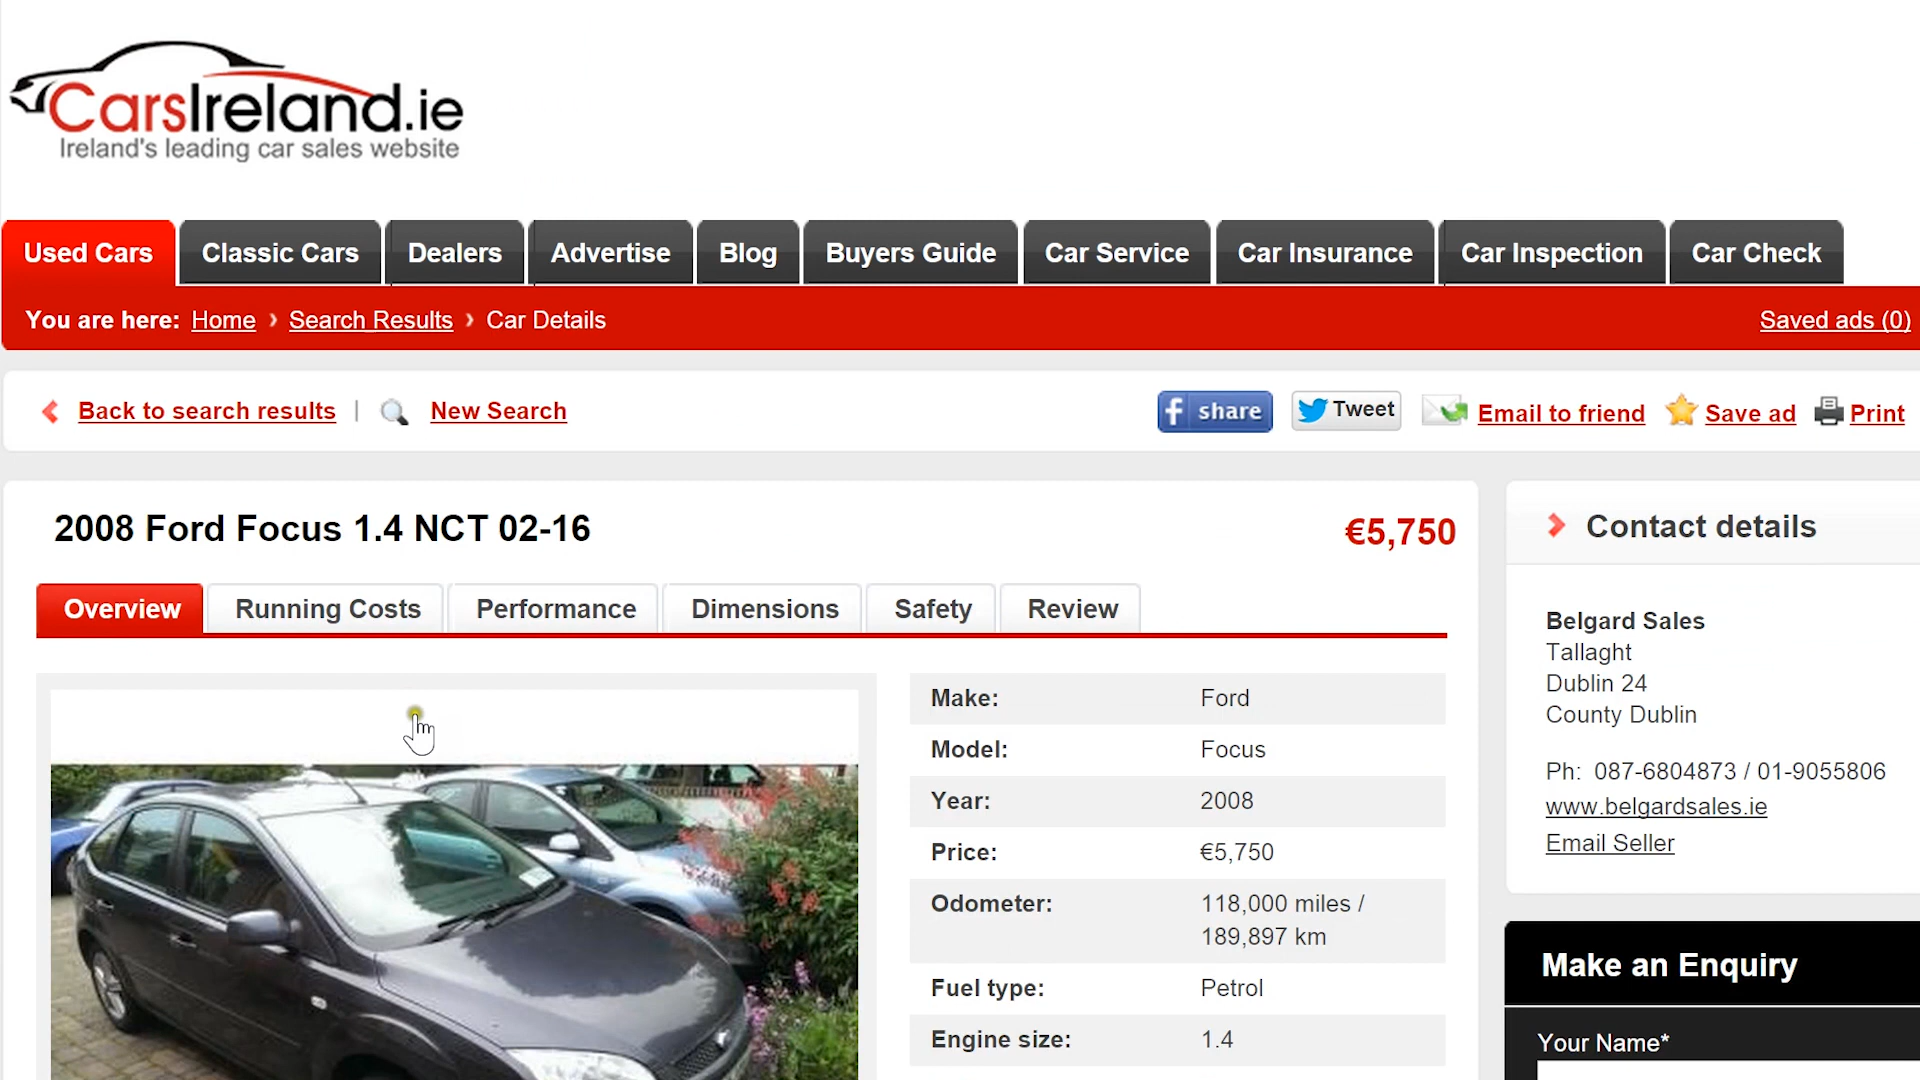 CarsIreland.ie
Ireland's leading car sales website
Used Cars Classic Cars Dealers Advertise Blog Buyers Guide Car Service Car Insurance Car Inspection Car Check
You are here: Home › Search Results › Car Details Saved ads (0)
Back to search results | New Search share Tweet Email to friend Save ad Print
2008 Ford Focus 1.4 NCT 02-16 €5,750
Overview Running Costs Performance Dimensions Safety Review
Make: Ford
Model: Focus
Year: 2008
Price: €5,750
Odometer: 118,000 miles /
189,897 km
Fuel type: Petrol
Engine size: 1.4
Contact details
Belgard Sales
Tallaght
Dublin 24
County Dublin
Ph: 087-6804873 / 01-9055806
www.belgardsales.ie
Email Seller
Make an Enquiry
Your Name*